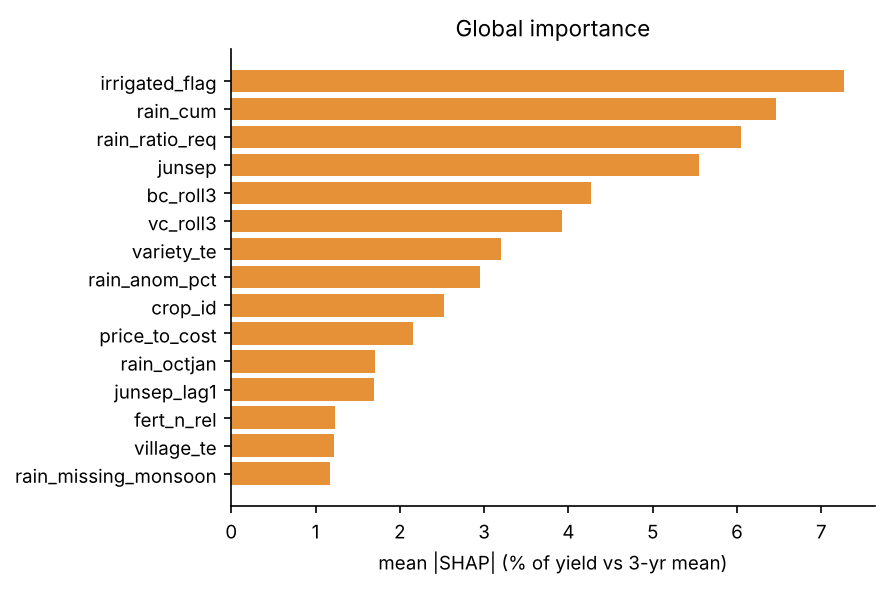 Global importance
irrigated_flag
rain_cum
rain_ratio_req
junsep
bc_roll3
vc_roll3
variety_te
rain_anom_pct
crop_id
price_to_cost
rain_octjan
junsep_lag1
fert_n_rel
village_te
rain_missing_monsoon
0 1 2 3 4 5 6 7
mean |SHAP| (% of yield vs 3-yr mean)